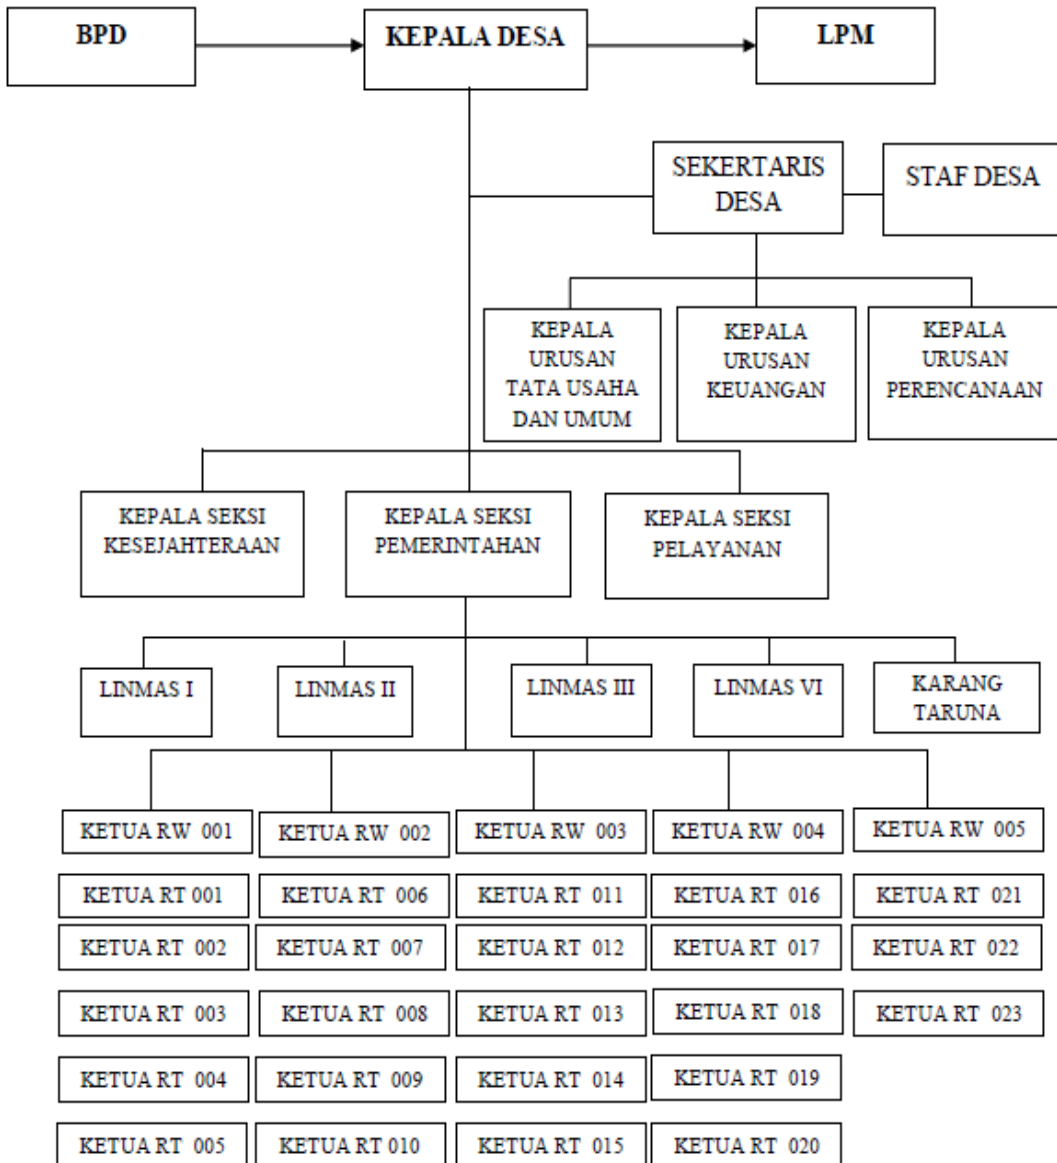 BPD
KEPALA DESA
LPM
SEKERTARIS
DESA
STAF DESA
KEPALA
URUSAN
TATA USAHA
DAN UMUM
KEPALA
URUSAN
KEUANGAN
KEPALA
URUSAN
PERENCANAAN
KEPALA SEKSI
KESEJAHTERAAN
KEPALA SEKSI
PEMERINTAHAN
KEPALA SEKSI
PELAYANAN
LINMAS I
LINMAS II
LINMAS III
LINMAS VI
KARANG
TARUNA
KETUA RW 001
KETUA RW 002
KETUA RW 003
KETUA RW 004
KETUA RW 005
KETUA RT 001
KETUA RT 006
KETUA RT 011
KETUA RT 016
KETUA RT 021
KETUA RT 002
KETUA RT 007
KETUA RT 012
KETUA RT 017
KETUA RT 022
KETUA RT 003
KETUA RT 008
KETUA RT 013
KETUA RT 018
KETUA RT 023
KETUA RT 004
KETUA RT 009
KETUA RT 014
KETUA RT 019
KETUA RT 005
KETUA RT 010
KETUA RT 015
KETUA RT 020